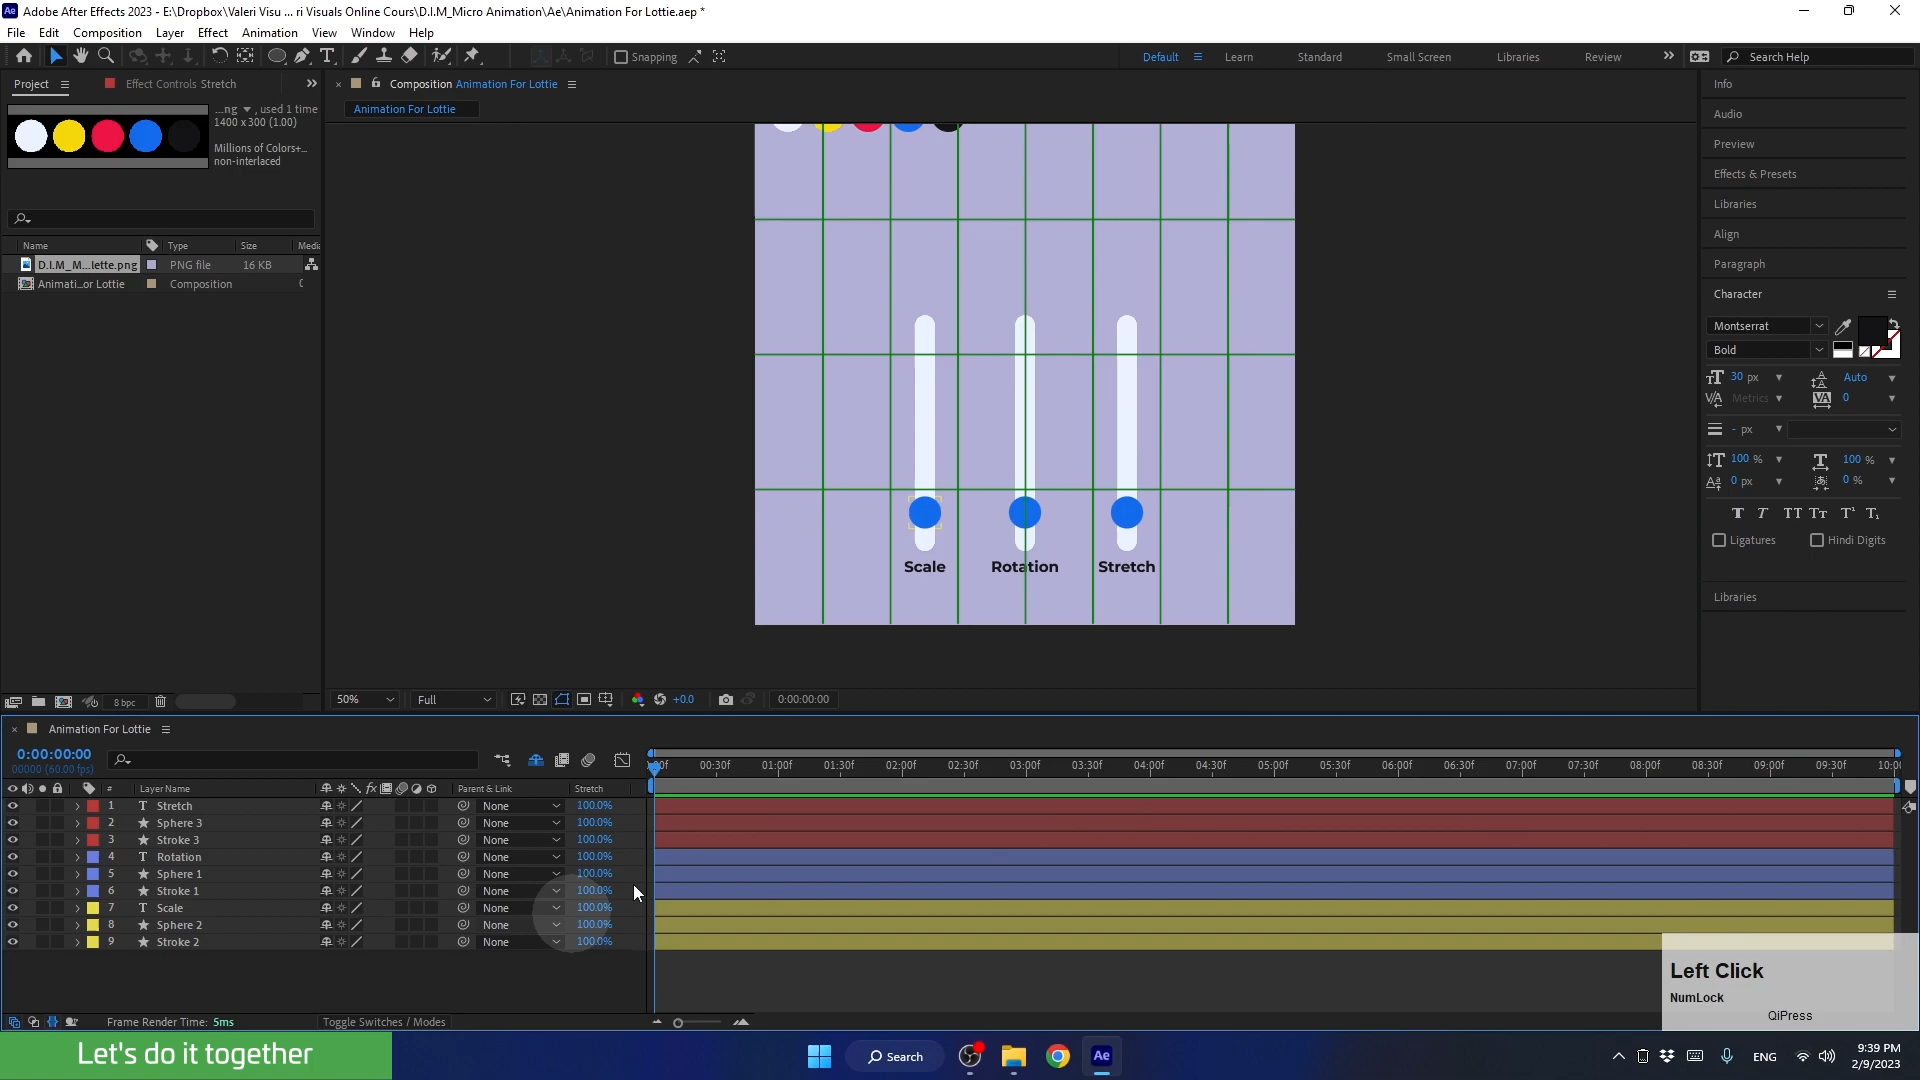 Adobe After Effects 2023 - E:\Dropbox\Valeri Visu ... ri Visuals Online Cours\D.I.M_Micro Animation\Ae\Animation For Lottie.aep *
File Edit Composition Layer Effect Animation View Window Help
Snapping Default Learn Standard Small Screen Libraries Review Search Help
Project Effect Controls Stretch
Composition Animation For Lottie
Animation For Lottie
...ng , used 1 time
1400 x 300 (1.00)
Millions of Colors+...
non-interlaced
Name Type Size Media
D.I.M_M...lette.png PNG file 16 KB
Animati...or Lottie Composition
8 bpc
Scale Rotation Stretch
50% Full +0.0 0:00:00:00
Info
Audio
Preview
Effects & Presets
Libraries
Align
Paragraph
Character
Montserrat
Bold
30 px Auto
Metrics 0
- px
100 % 100 %
0 px 0 %
T T TT Tt T¹ T₁
Ligatures Hindi Digits
Libraries
Animation For Lottie
0:00:00:00
00000 (60.00 fps)
00:30f 01:00f 01:30f 02:00f 02:30f 03:00f 03:30f 04:00f 04:30f 05:00f 05:30f 06:00f 06:30f 07:00f 07:30f 08:00f 08:30f 09:00f 09:30f 10:00
# Layer Name Parent & Link Stretch
1 T Stretch None 100.0%
2 Sphere 3 None 100.0%
3 Stroke 3 None 100.0%
4 T Rotation None 100.0%
5 Sphere 1 None 100.0%
6 Stroke 1 None 100.0%
7 T Scale None 100.0%
8 Sphere 2 None 100.0%
9 Stroke 2 None 100.0%
Left Click
NumLock
QiPress
Frame Render Time: 5ms Toggle Switches / Modes
Let's do it together
Search
Ae
ENG
9:39 PM
2/9/2023